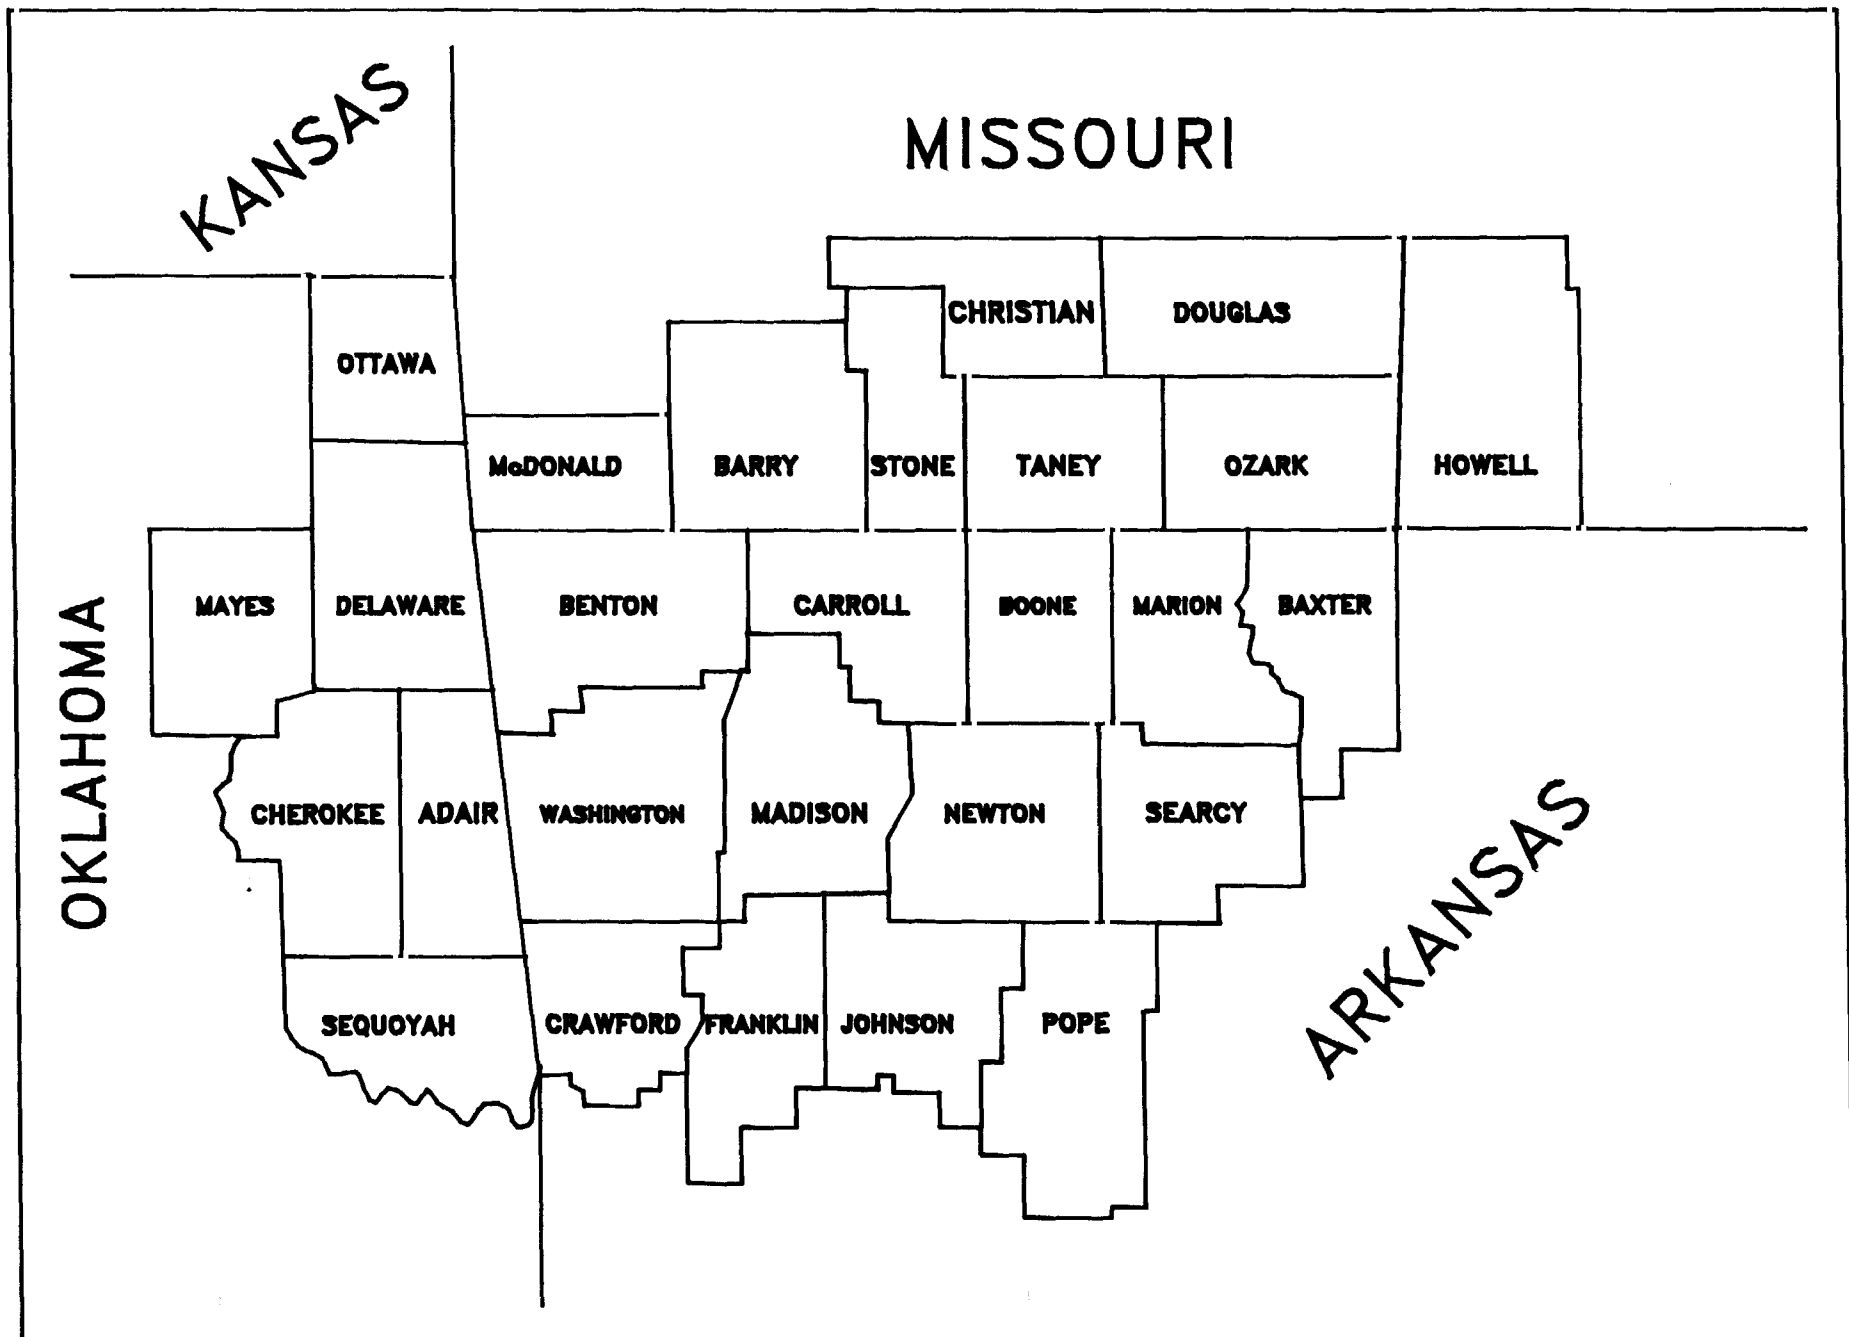 KANSAS
MISSOURI
CHRISTIAN
DOUGLAS
OTTAWA
McDONALD
BARRY
STONE
TANEY
OZARK
HOWELL
OKLAHOMA
MAYES
DELAWARE
BENTON
CARROLL
BOONE
MARION
BAXTER
CHEROKEE
ADAIR
WASHINGTON
MADISON
NEWTON
SEARCY
ARKANSAS
SEQUOYAH
CRAWFORD
FRANKLIN
JOHNSON
POPE